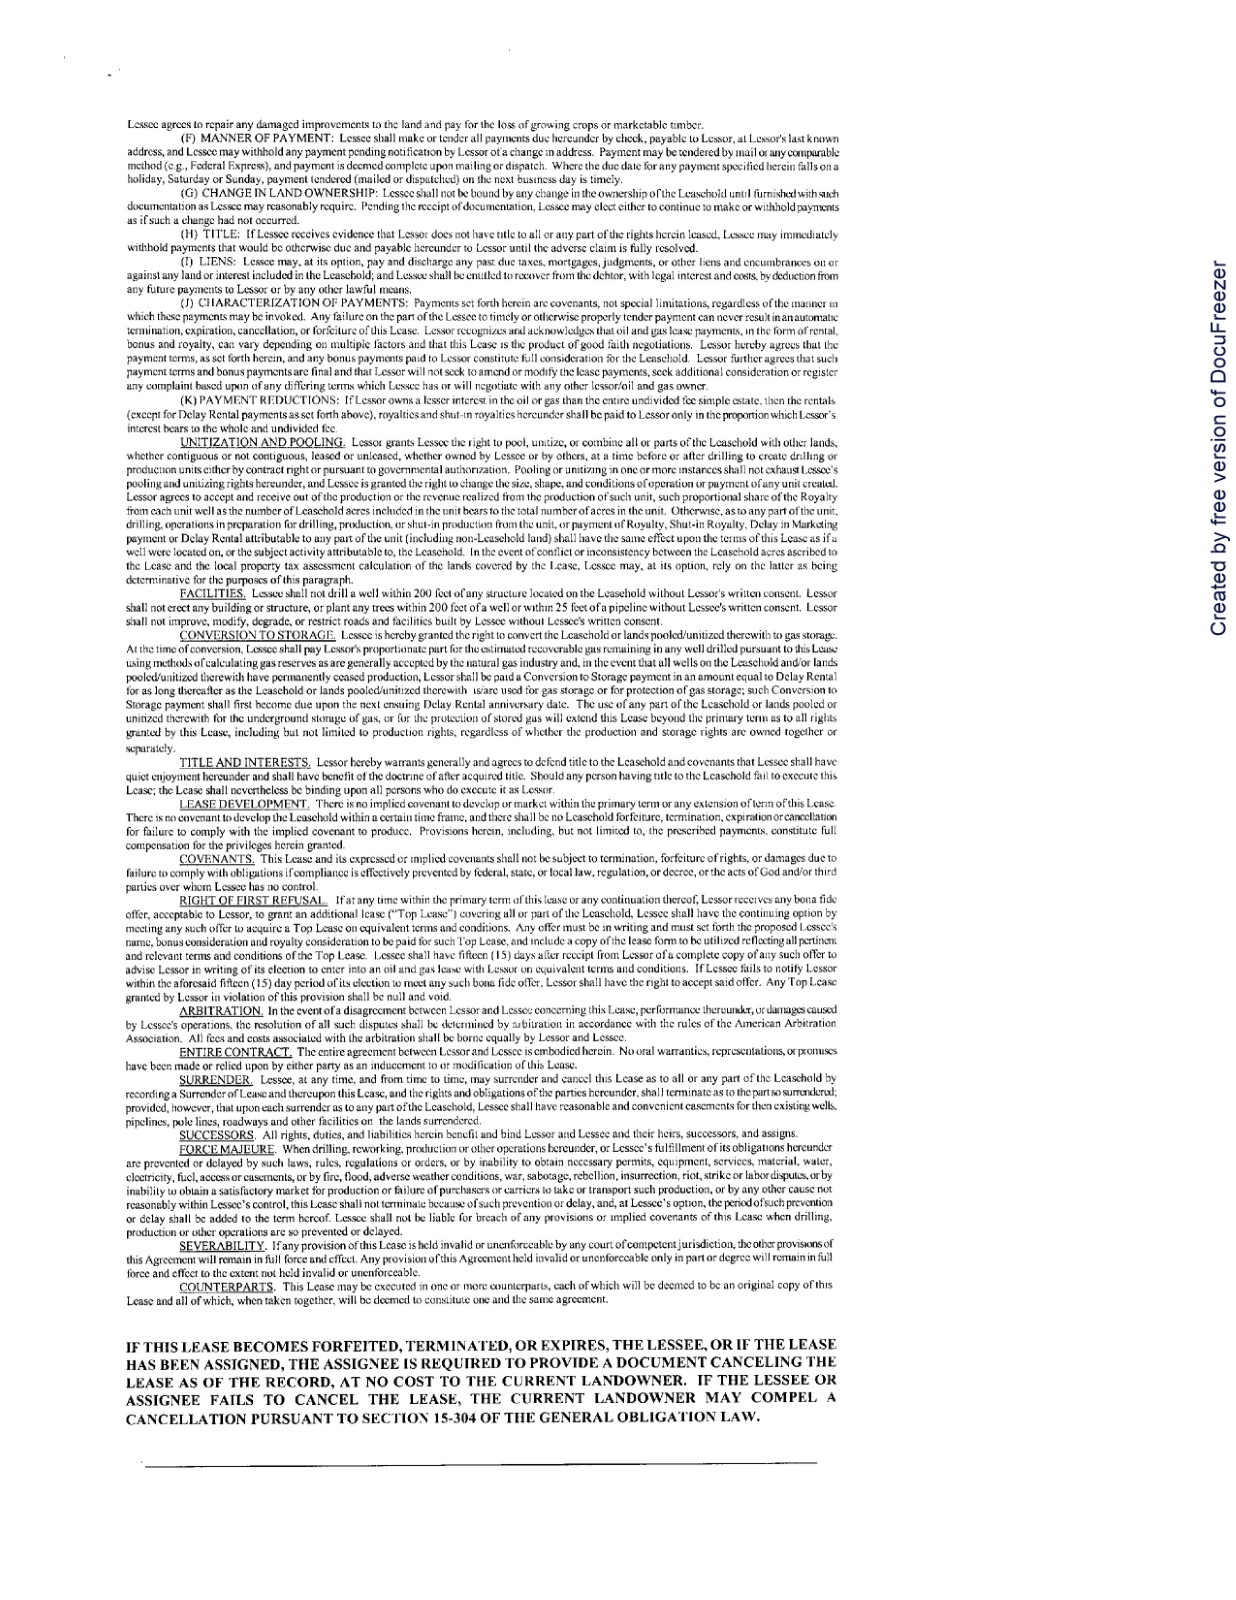 Lessee agrees to repair any damaged improvements to the land and pay for the loss of growing crops or marketable timber.
(F) MANNER OF PAYMENT: Lessee shall make or tender all payments due hereunder by check, payable to Lessor, at Lessor's last known
address, and Lessee may withhold any payment pending notification by Lessor of a change in address. Payment may be tendered by mail or any comparable
method (e.g., Federal Express), and payment is deemed complete upon mailing or dispatch. Where the due date for any payment specified herein falls on a
holiday, Saturday or Sunday, payment tendered (mailed or dispatched) on the next business day is timely.
(G) CHANGE IN LAND OWNERSHIP: Lessee shall not be bound by any change in the ownership of the Leasehold until furnished with such
documentation as Lessee may reasonably require. Pending the receipt of documentation, Lessee may elect either to continue to make or withhold payments
as if such a change had not occurred.
(H) TITLE: If Lessee receives evidence that Lessor does not have title to all or any part of the rights herein leased, Lessee may immediately
withhold payments that would be otherwise due and payable hereunder to Lessor until the adverse claim is fully resolved.
(I) LIENS: Lessee may, at its option, pay and discharge any past due taxes, mortgages, judgments, or other liens and encumbrances on or
against any land or interest included in the Leasehold; and Lessee shall be entitled to recover from the debtor, with legal interest and costs, by deduction from
any future payments to Lessor or by any other lawful means.
(J) CHARACTERIZATION OF PAYMENTS: Payments set forth herein are covenants, not special limitations, regardless of the manner in
which these payments may be invoked. Any failure on the part of the Lessee to timely or otherwise properly tender payment can never result in an automatic
termination, expiration, cancellation, or forfeiture of this Lease. Lessor recognizes and acknowledges that oil and gas lease payments, in the form of rental,
bonus and royalty, can vary depending on multiple factors and that this Lease is the product of good faith negotiations. Lessor hereby agrees that the
payment terms, as set forth herein, and any bonus payments paid to Lessor constitute full consideration for the Leasehold. Lessor further agrees that such
payment terms and bonus payments are final and that Lessor will not seek to amend or modify the lease payments, seek additional consideration or register
any complaint based upon of any differing terms which Lessee has or will negotiate with any other lessor/oil and gas owner.
(K) PAYMENT REDUCTIONS: If Lessor owns a lesser interest in the oil or gas than the entire undivided fee simple estate, then the rentals
(except for Delay Rental payments as set forth above), royalties and shut-in royalties hereunder shall be paid to Lessor only in the proportion which Lessor's
interest bears to the whole and undivided fee.
UNITIZATION AND POOLING. Lessor grants Lessee the right to pool, unitize, or combine all or parts of the Leasehold with other lands,
whether contiguous or not contiguous, leased or unleased, whether owned by Lessee or by others, at a time before or after drilling to create drilling or
production units either by contract right or pursuant to governmental authorization. Pooling or unitizing in one or more instances shall not exhaust Lessee's
pooling and unitizing rights hereunder, and Lessee is granted the right to change the size, shape, and conditions of operation or payment of any unit created.
Lessor agrees to accept and receive out of the production or the revenue realized from the production of such unit, such proportional share of the Royalty
from each unit well as the number of Leasehold acres included in the unit bears to the total number of acres in the unit. Otherwise, as to any part of the unit,
drilling, operations in preparation for drilling, production, or shut-in production from the unit, or payment of Royalty, Shut-in Royalty, Delay in Marketing
payment or Delay Rental attributable to any part of the unit (including non-Leasehold land) shall have the same effect upon the terms of this Lease as if a
well were located on, or the subject activity attributable to, the Leasehold. In the event of conflict or inconsistency between the Leasehold acres ascribed to
the Lease and the local property tax assessment calculation of the lands covered by the Lease, Lessee may, at its option, rely on the latter as being
determinative for the purposes of this paragraph.
FACILITIES. Lessee shall not drill a well within 200 feet of any structure located on the Leasehold without Lessor's written consent. Lessor
shall not erect any building or structure, or plant any trees within 200 feet of a well or within 25 feet of a pipeline without Lessee's written consent. Lessor
shall not improve, modify, degrade, or restrict roads and facilities built by Lessee without Lessee's written consent.
CONVERSION TO STORAGE. Lessee is hereby granted the right to convert the Leasehold or lands pooled/unitized therewith to gas storage.
At the time of conversion, Lessee shall pay Lessor's proportionate part for the estimated recoverable gas remaining in any well drilled pursuant to this Lease
using methods of calculating gas reserves as are generally accepted by the natural gas industry and, in the event that all wells on the Leasehold and/or lands
pooled/unitized therewith have permanently ceased production, Lessor shall be paid a Conversion to Storage payment in an amount equal to Delay Rental
for as long thereafter as the Leasehold or lands pooled/unitized therewith is/are used for gas storage or for protection of gas storage; such Conversion to
Storage payment shall first become due upon the next ensuing Delay Rental anniversary date. The use of any part of the Leasehold or lands pooled or
unitized therewith for the underground storage of gas, or for the protection of stored gas will extend this Lease beyond the primary term as to all rights
granted by this Lease, including but not limited to production rights, regardless of whether the production and storage rights are owned together or
separately.
TITLE AND INTERESTS. Lessor hereby warrants generally and agrees to defend title to the Leasehold and covenants that Lessee shall have
quiet enjoyment hereunder and shall have benefit of the doctrine of after acquired title. Should any person having title to the Leasehold fail to execute this
Lease; the Lease shall nevertheless be binding upon all persons who do execute it as Lessor.
LEASE DEVELOPMENT. There is no implied covenant to develop or market within the primary term or any extension of term of this Lease.
There is no covenant to develop the Leasehold within a certain time frame, and there shall be no Leasehold forfeiture, termination, expiration or cancellation
for failure to comply with the implied covenant to produce. Provisions herein, including, but not limited to, the prescribed payments, constitute full
compensation for the privileges herein granted.
COVENANTS. This Lease and its expressed or implied covenants shall not be subject to termination, forfeiture of rights, or damages due to
failure to comply with obligations if compliance is effectively prevented by federal, state, or local law, regulation, or decree, or the acts of God and/or third
parties over whom Lessee has no control.
RIGHT OF FIRST REFUSAL. If at any time within the primary term of this lease or any continuation thereof, Lessor receives any bona fide
offer, acceptable to Lessor, to grant an additional lease ("Top Lease") covering all or part of the Leasehold, Lessee shall have the continuing option by
meeting any such offer to acquire a Top Lease on equivalent terms and conditions. Any offer must be in writing and must set forth the proposed Lessee's
name, bonus consideration and royalty consideration to be paid for such Top Lease, and include a copy of the lease form to be utilized reflecting all pertinent
and relevant terms and conditions of the Top Lease. Lessee shall have fifteen (15) days after receipt from Lessor of a complete copy of any such offer to
advise Lessor in writing of its election to enter into an oil and gas lease with Lessor on equivalent terms and conditions. If Lessee fails to notify Lessor
within the aforesaid fifteen (15) day period of its election to meet any such bona fide offer, Lessor shall have the right to accept said offer. Any Top Lease
granted by Lessor in violation of this provision shall be null and void.
ARBITRATION. In the event of a disagreement between Lessor and Lessee concerning this Lease, performance thereunder, or damages caused
by Lessee's operations, the resolution of all such disputes shall be determined by arbitration in accordance with the rules of the American Arbitration
Association. All fees and costs associated with the arbitration shall be borne equally by Lessor and Lessee.
ENTIRE CONTRACT. The entire agreement between Lessor and Lessee is embodied herein. No oral warranties, representations, or promises
have been made or relied upon by either party as an inducement to or modification of this Lease.
SURRENDER. Lessee, at any time, and from time to time, may surrender and cancel this Lease as to all or any part of the Leasehold by
recording a Surrender of Lease and thereupon this Lease, and the rights and obligations of the parties hereunder, shall terminate as to the part so surrendered;
provided, however, that upon each surrender as to any part of the Leasehold, Lessee shall have reasonable and convenient easements for then existing wells,
pipelines, pole lines, roadways and other facilities on the lands surrendered.
SUCCESSORS. All rights, duties, and liabilities herein benefit and bind Lessor and Lessee and their heirs, successors, and assigns.
FORCE MAJEURE. When drilling, reworking, production or other operations hereunder, or Lessee's fulfillment of its obligations hereunder
are prevented or delayed by such laws, rules, regulations or orders, or by inability to obtain necessary permits, equipment, services, material, water,
electricity, fuel, access or easements, or by fire, flood, adverse weather conditions, war, sabotage, rebellion, insurrection, riot, strike or labor disputes, or by
inability to obtain a satisfactory market for production or failure of purchasers or carriers to take or transport such production, or by any other cause not
reasonably within Lessee's control, this Lease shall not terminate because of such prevention or delay, and, at Lessee's option, the period of such prevention
or delay shall be added to the term hereof. Lessee shall not be liable for breach of any provisions or implied covenants of this Lease when drilling,
production or other operations are so prevented or delayed.
SEVERABILITY. If any provision of this Lease is held invalid or unenforceable by any court of competent jurisdiction, the other provisions of
this Agreement will remain in full force and effect. Any provision of this Agreement held invalid or unenforceable only in part or degree will remain in full
force and effect to the extent not held invalid or unenforceable.
COUNTERPARTS. This Lease may be executed in one or more counterparts, each of which will be deemed to be an original copy of this
Lease and all of which, when taken together, will be deemed to constitute one and the same agreement.
IF THIS LEASE BECOMES FORFEITED, TERMINATED, OR EXPIRES, THE LESSEE, OR IF THE LEASE
HAS BEEN ASSIGNED, THE ASSIGNEE IS REQUIRED TO PROVIDE A DOCUMENT CANCELING THE
LEASE AS OF THE RECORD, AT NO COST TO THE CURRENT LANDOWNER. IF THE LESSEE OR
ASSIGNEE FAILS TO CANCEL THE LEASE, THE CURRENT LANDOWNER MAY COMPEL A
CANCELLATION PURSUANT TO SECTION 15-304 OF THE GENERAL OBLIGATION LAW.
Created by free version of DocuFreezer